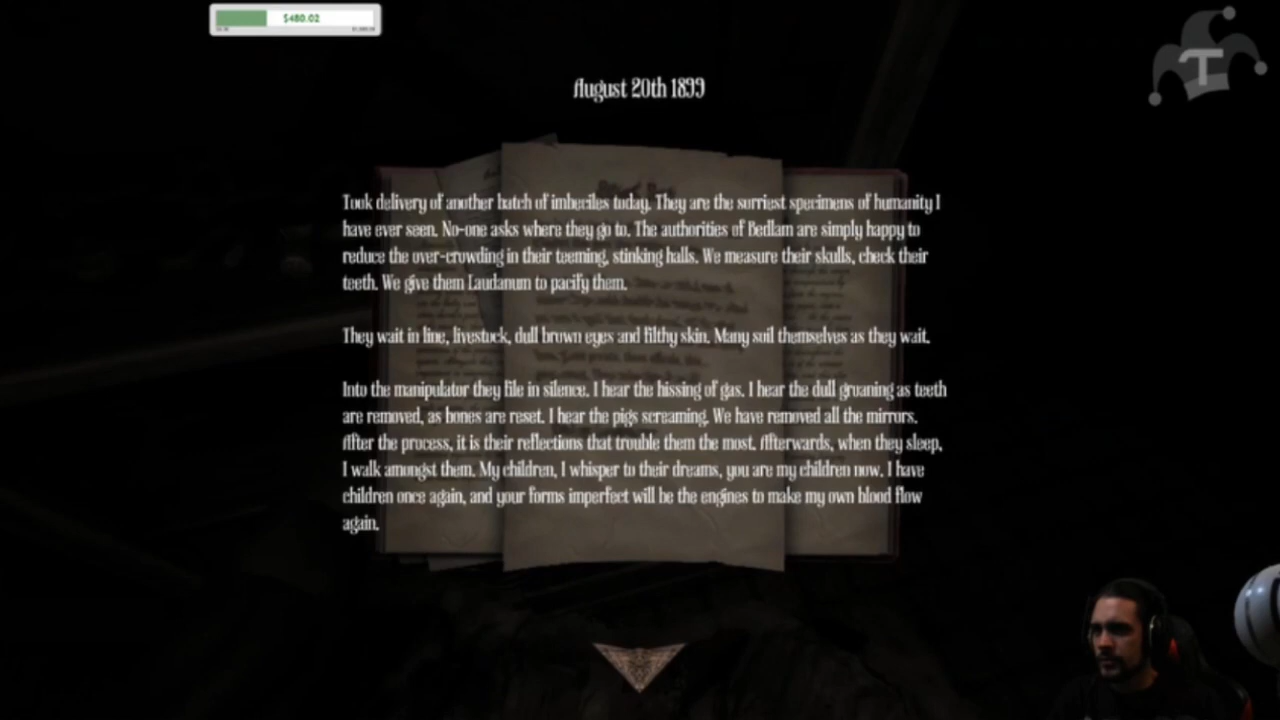 $480.02
August 20th 1899
T
Took delivery of another batch of imbeciles today. They are the sorriest specimens of humanity I
have ever seen. No-one asks where they go to. The authorities of Bedlam are simply happy to
reduce the over-crowding in their teeming, stinking halls. We measure their skulls, check their
teeth. We give them Laudanum to pacify them.
They wait in line, livestock, dull brown eyes and filthy skin. Many soil themselves as they wait.
Into the manipulator they file in silence. I hear the hissing of gas. I hear the dull groaning as teeth
are removed, as bones are reset. I hear the pigs screaming. We have removed all the mirrors.
After the process, it is their reflections that trouble them the most. Afterwards, when they sleep,
I walk amongst them. My children, I whisper to their dreams, you are my children now. I have
children once again, and your forms imperfect will be the engines to make my own blood flow
again.